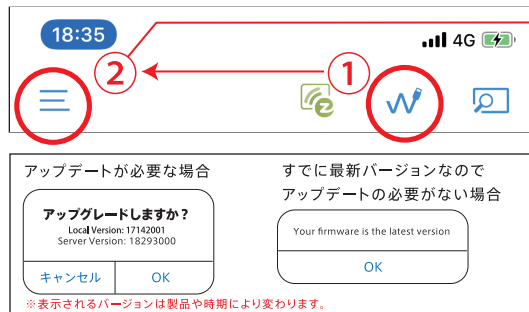 18:35
4G
② ①
アップデートが必要な場合
アップグレードしますか?
Local Version: 17142001
Server Version: 18293000
キャンセル OK
すでに最新バージョンなので
アップデートの必要がない場合
Your firmware is the latest version
OK
※表示されるバージョンは製品や時期により変わります。